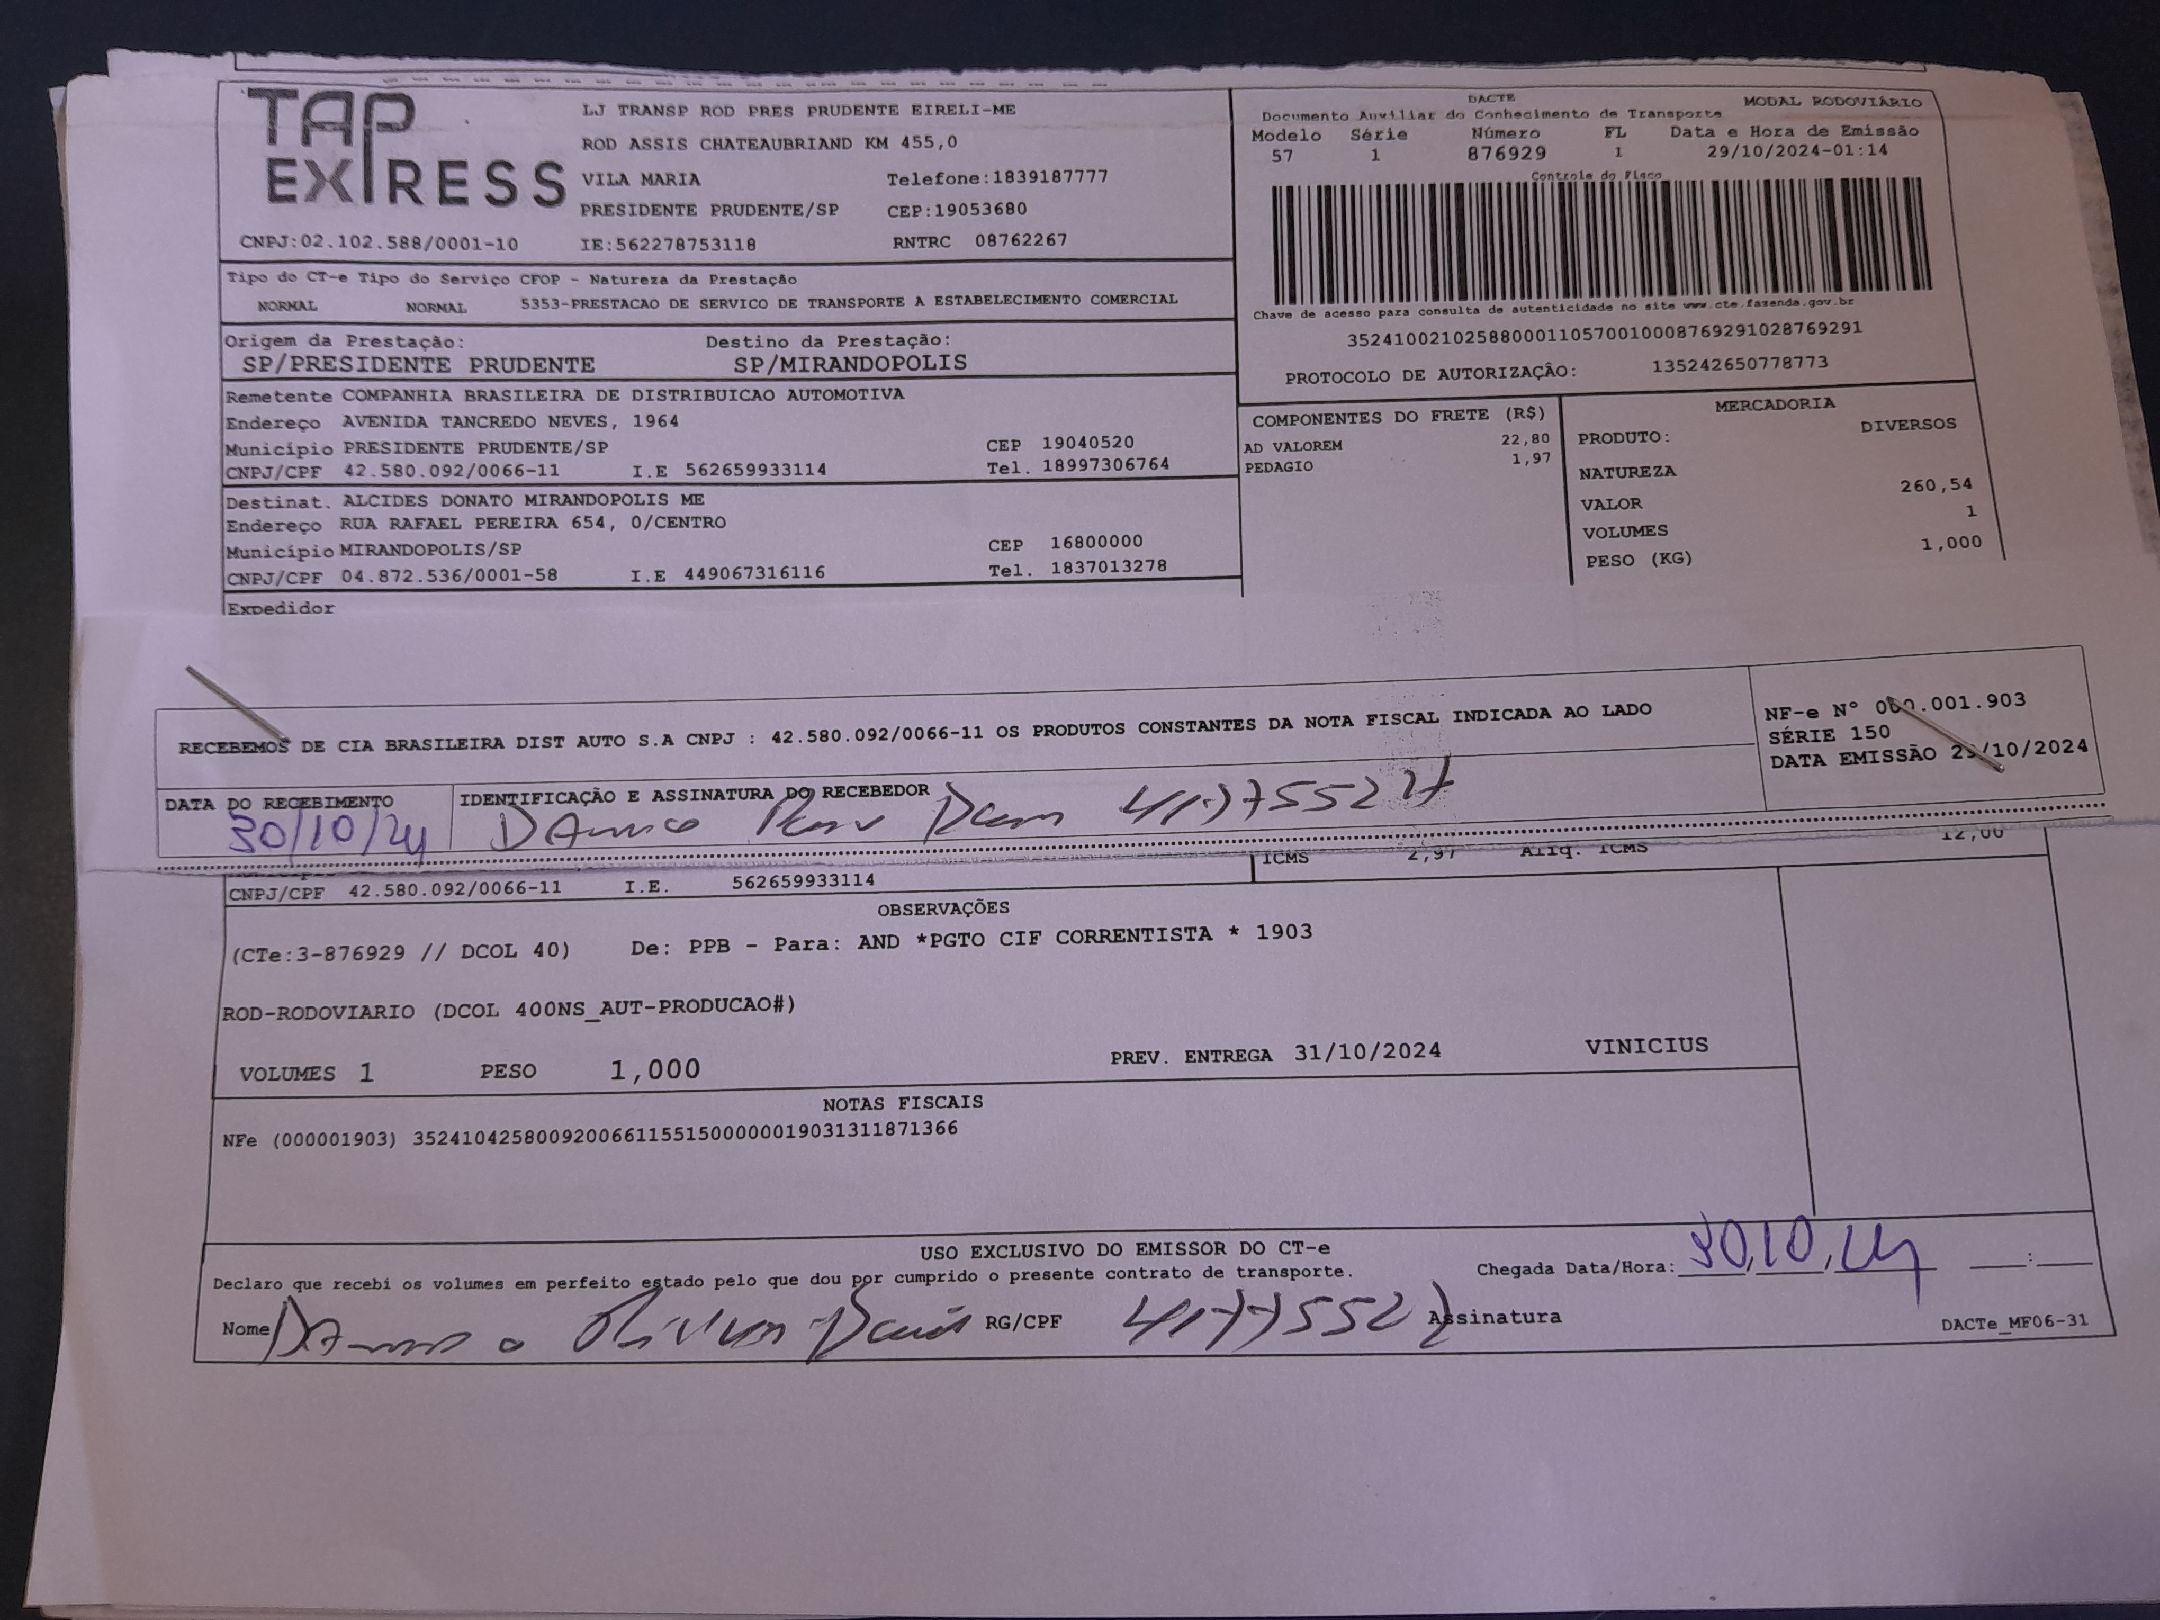 TAP
EXPRESS
LJ TRANSP ROD PRES PRUDENTE EIRELI-ME
ROD ASSIS CHATEAUBRIAND KM 455,0
VILA MARIA Telefone:1839187777
PRESIDENTE PRUDENTE/SP CEP:19053680
CNPJ:02.102.588/0001-10 IE:562278753118 RNTRC 08762267
DACTE MODAL RODOVIÁRIO
Documento Auxiliar do Conhecimento de Transporte
Modelo Série Número FL Data e Hora de Emissão
57 1 876929 1 29/10/2024-01:14
Controle do Fisco
Chave de acesso para consulta de autenticidade no site www.cte.fazenda.gov.br
35241002102588000110570010008769291028769291
PROTOCOLO DE AUTORIZAÇÃO: 135242650778773
Tipo do CT-e Tipo do Serviço CFOP - Natureza da Prestação
NORMAL NORMAL 5353-PRESTACAO DE SERVICO DE TRANSPORTE A ESTABELECIMENTO COMERCIAL
Origem da Prestação: Destino da Prestação:
SP/PRESIDENTE PRUDENTE SP/MIRANDOPOLIS
Remetente COMPANHIA BRASILEIRA DE DISTRIBUICAO AUTOMOTIVA
Endereço AVENIDA TANCREDO NEVES, 1964
Município PRESIDENTE PRUDENTE/SP CEP 19040520
CNPJ/CPF 42.580.092/0066-11 I.E 562659933114 Tel. 18997306764
Destinat. ALCIDES DONATO MIRANDOPOLIS ME
Endereço RUA RAFAEL PEREIRA 654, 0/CENTRO
Município MIRANDOPOLIS/SP CEP 16800000
CNPJ/CPF 04.872.536/0001-58 I.E 449067316116 Tel. 1837013278
Expedidor
COMPONENTES DO FRETE (R$)
AD VALOREM 22,80
PEDAGIO 1,97
MERCADORIA
PRODUTO: DIVERSOS
NATUREZA
VALOR 260,54
VOLUMES 1
PESO (KG) 1,000
RECEBEMOS DE CIA BRASILEIRA DIST AUTO S.A CNPJ : 42.580.092/0066-11 OS PRODUTOS CONSTANTES DA NOTA FISCAL INDICADA AO LADO
NF-e Nº 000.001.903
SÉRIE 150
DATA EMISSÃO 29/10/2024
DATA DO RECEBIMENTO IDENTIFICAÇÃO E ASSINATURA DO RECEBEDOR
30/10/24
ICMS 2,97 Aliq. ICMS 12,00
CNPJ/CPF 42.580.092/0066-11 I.E. 562659933114
OBSERVAÇÕES
(CTe:3-876929 // DCOL 40) De: PPB - Para: AND *PGTO CIF CORRENTISTA * 1903
ROD-RODOVIARIO (DCOL 400NS_AUT-PRODUCAO#)
VOLUMES 1 PESO 1,000 PREV. ENTREGA 31/10/2024 VINICIUS
NOTAS FISCAIS
NFe (000001903) 35241042580092006611551500000019031311871366
USO EXCLUSIVO DO EMISSOR DO CT-e
Declaro que recebi os volumes em perfeito estado pelo que dou por cumprido o presente contrato de transporte.
Chegada Data/Hora: 30,10,24 :
Nome RG/CPF Assinatura
DACTe_MF06-31